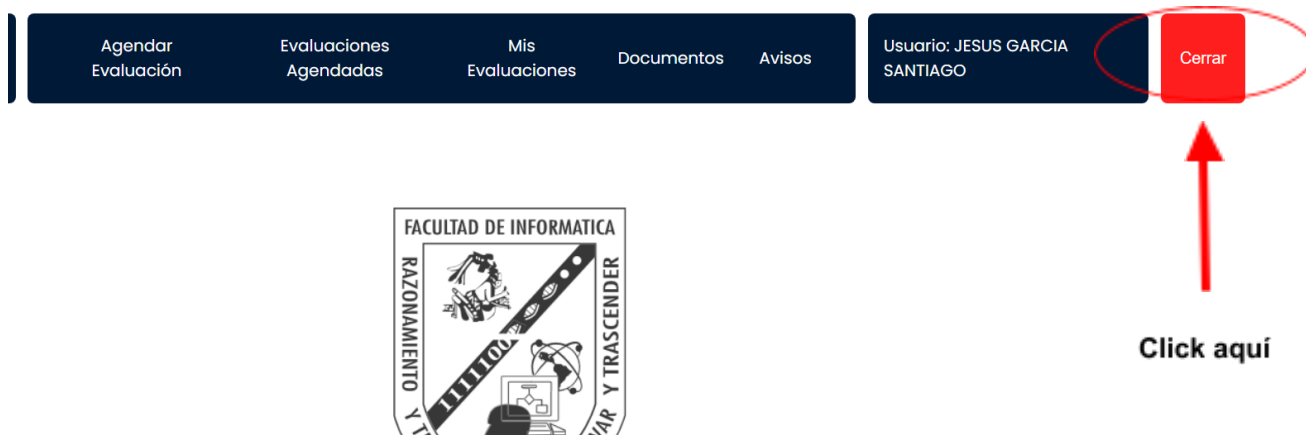 Agendar
Evaluación
Evaluaciones
Agendadas
Mis
Evaluaciones
Documentos
Avisos
Usuario: JESUS GARCIA
SANTIAGO
Cerrar
FACULTAD DE INFORMATICA
RAZONAMIENTO
Y TRASCENDER
1111100
Click aquí